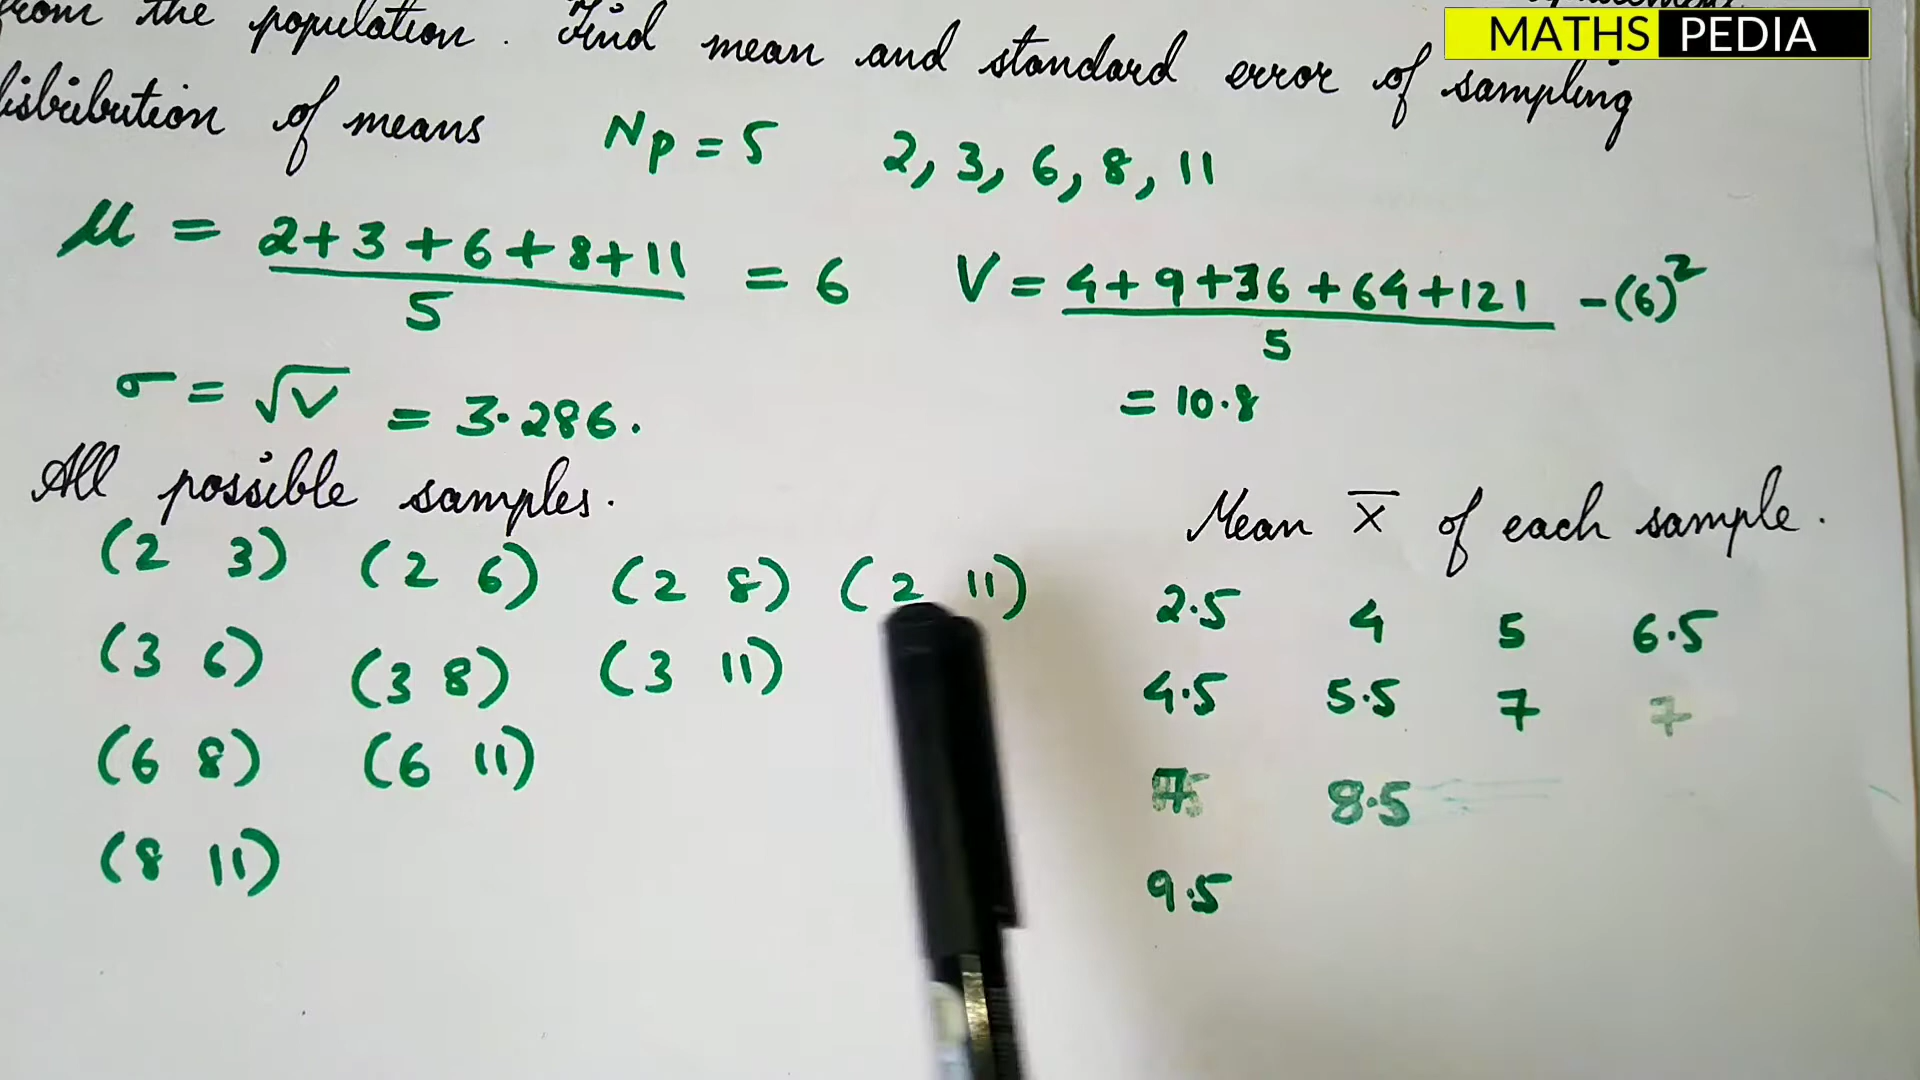 from the population. Find mean and standard error of sampling
MATHS PEDIA
distribution of means Np = 5 2, 3, 6, 8, 11
μ = 2+3+6+8+11 / 5 = 6 V = 4+9+36+64+121 / 5 -(6)²
σ = √V = 3.286. = 10.8
All possible samples. Mean x̄ of each sample.
(2 3) (2 6) (2 8) (2 11) 2.5 4 5 6.5
(3 6) (3 8) (3 11) 4.5 5.5 7 7
(6 8) (6 11) 7 8.5
(8 11) 9.5